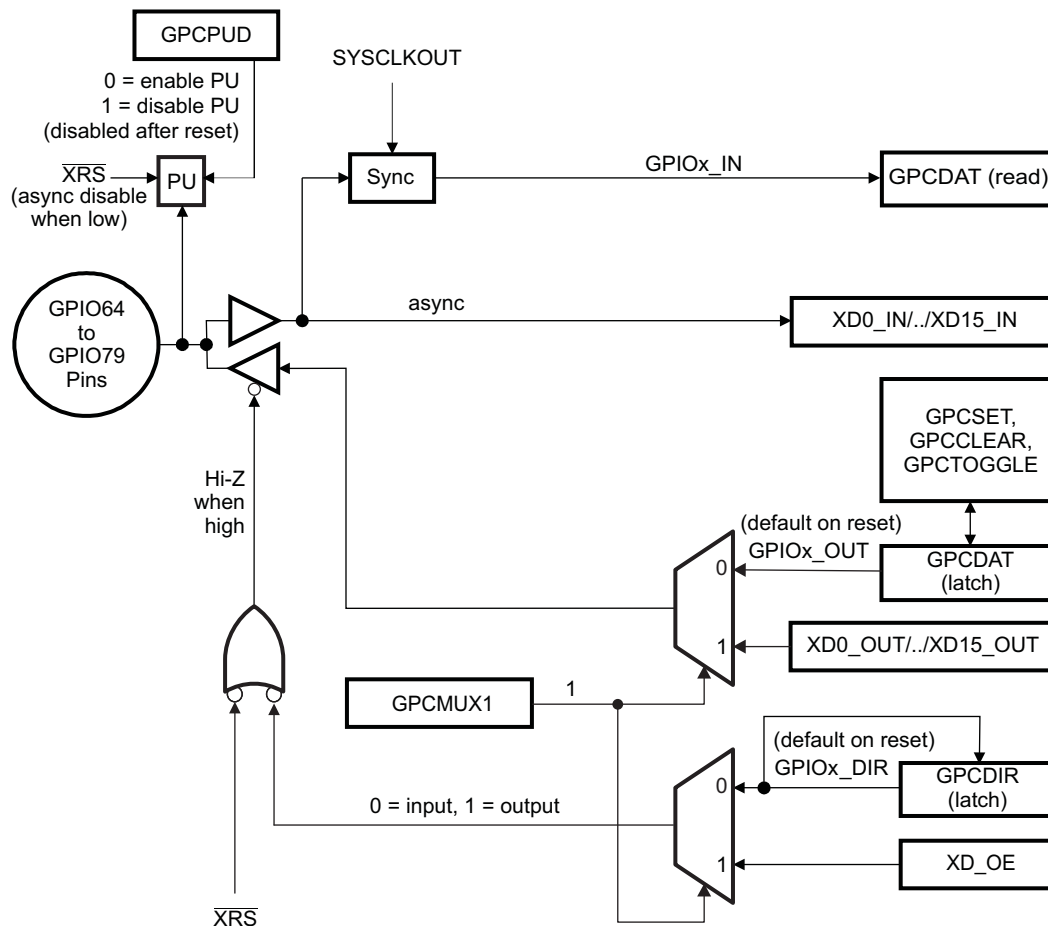 GPCPUD
0 = enable PU
1 = disable PU
(disabled after reset)
SYSCLKOUT
XRS
(async disable
when low)
PU
Sync
GPIOx_IN
GPCDAT (read)
GPIO64
to
GPIO79
Pins
async
XD0_IN/../XD15_IN
GPCSET,
GPCCLEAR,
GPCTOGGLE
Hi-Z
when
high
(default on reset)
GPIOx_OUT
0
GPCDAT
(latch)
1
XD0_OUT/../XD15_OUT
GPCMUX1
1
(default on reset)
GPIOx_DIR
0
GPCDIR
(latch)
0 = input, 1 = output
1
XD_OE
XRS